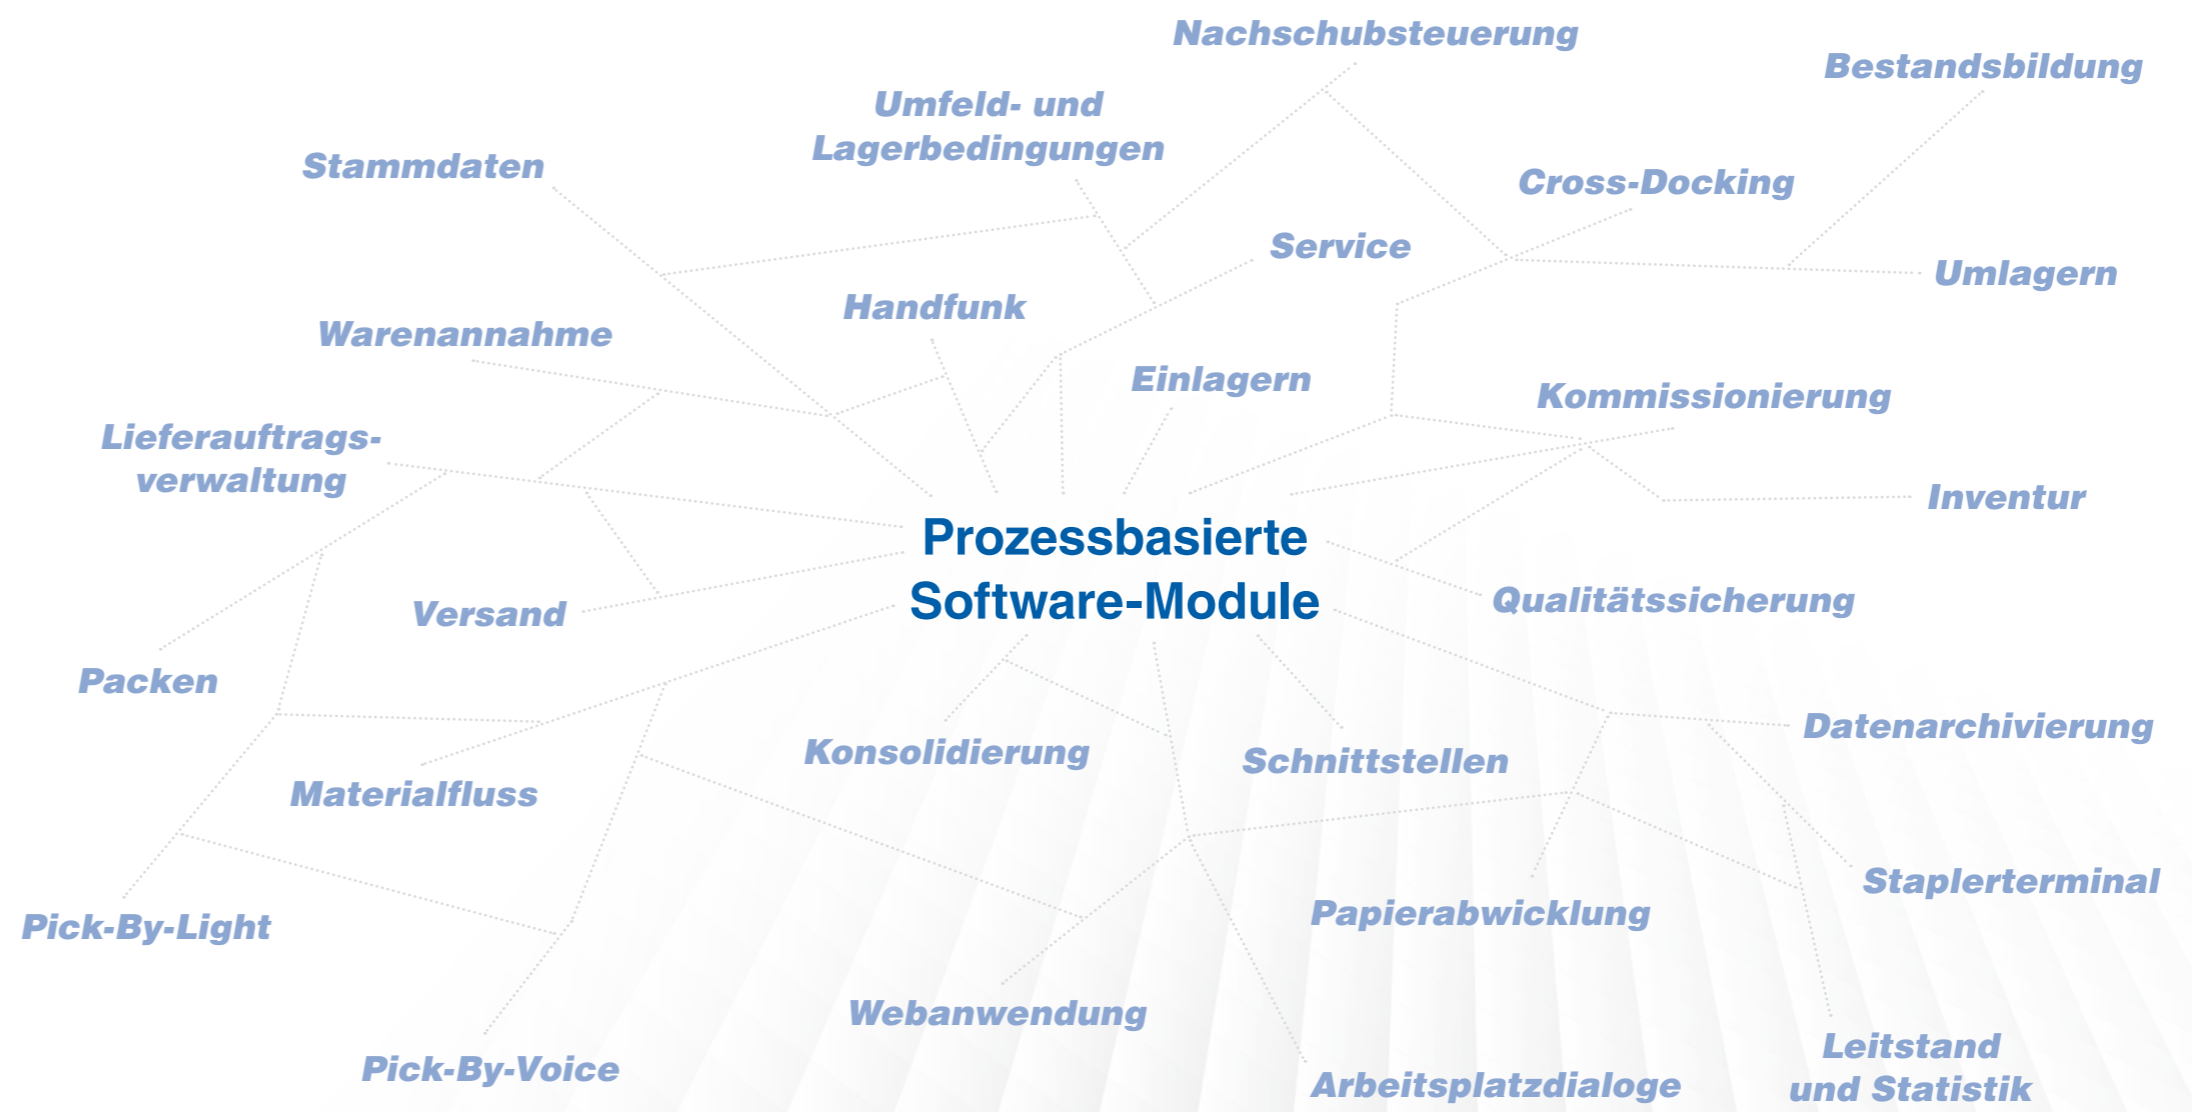 Nachschubsteuerung
Bestandsbildung
Umfeld- und
Lagerbedingungen
Stammdaten
Cross-Docking
Service
Umlagern
Handfunk
Warenannahme
Einlagern
Kommissionierung
Lieferauftrags-
verwaltung
Inventur
Prozessbasierte
Software-Module
Qualitätssicherung
Versand
Packen
Datenarchivierung
Konsolidierung
Schnittstellen
Materialfluss
Staplerterminal
Papierabwicklung
Pick-By-Light
Webanwendung
Leitstand
und Statistik
Pick-By-Voice
Arbeitsplatzdialoge